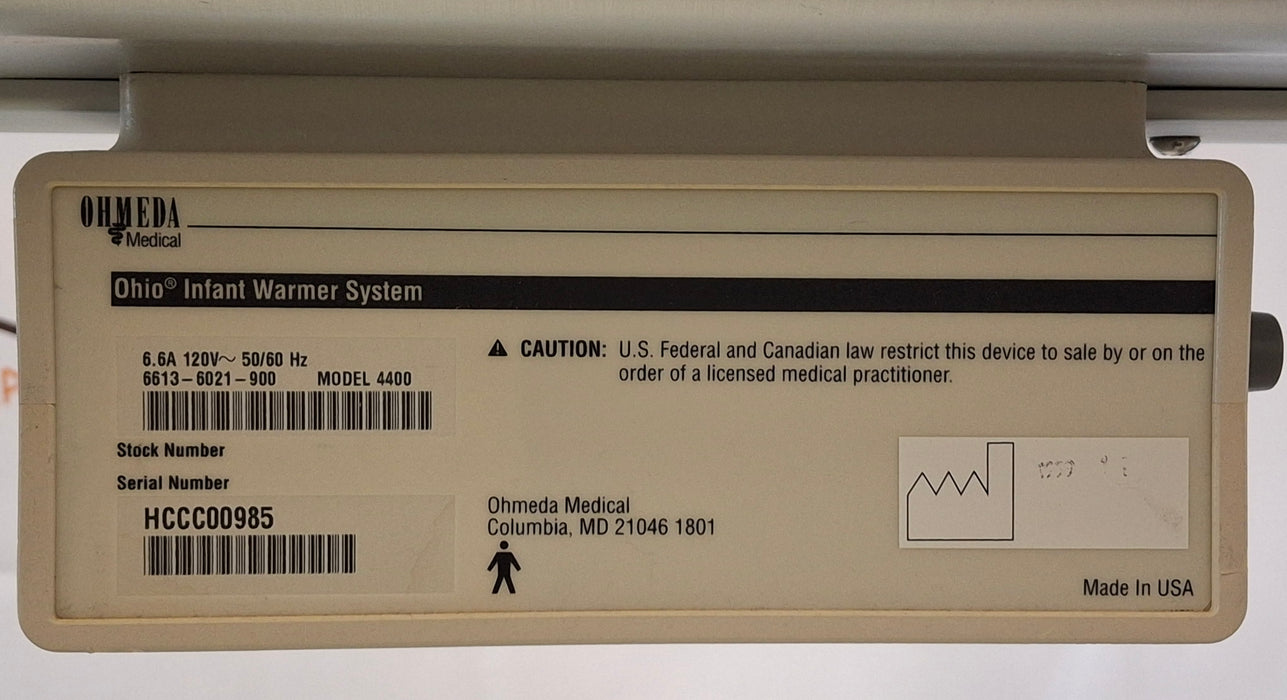 OHMEDA
Medical
Ohio® Infant Warmer System
6.6A 120V~ 50/60 Hz
6613-6021-900 MODEL 4400
Stock Number
Serial Number
HCCC00985
⚠ CAUTION: U.S. Federal and Canadian law restrict this device to sale by or on the
order of a licensed medical practitioner.
Ohmeda Medical
Columbia, MD 21046 1801
Made In USA